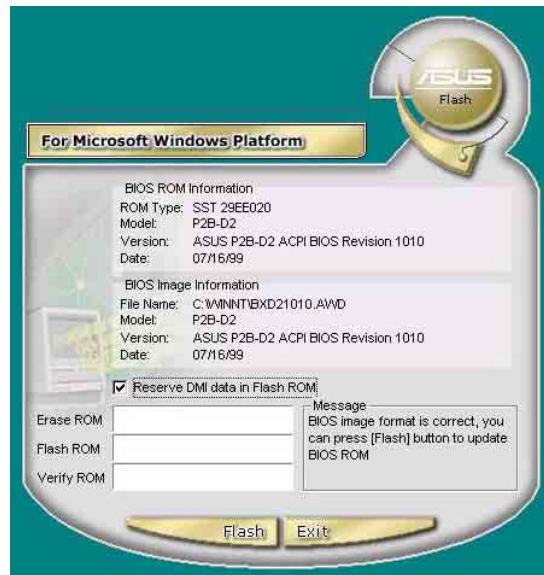 ASUS
Flash
For Microsoft Windows Platform
BIOS ROM Information
ROM Type: SST 29EE020
Model: P2B-D2
Version: ASUS P2B-D2 ACPI BIOS Revision 1010
Date: 07/16/99
BIOS Image Information
File Name: C:\WINNT\BXD21010.AWD
Model: P2B-D2
Version: ASUS P2B-D2 ACPI BIOS Revision 1010
Date: 07/16/99
Reserve DMI data in Flash ROM
Erase ROM
Flash ROM
Verify ROM
Message
BIOS image format is correct, you
can press [Flash] button to update
BIOS ROM
Flash
Exit